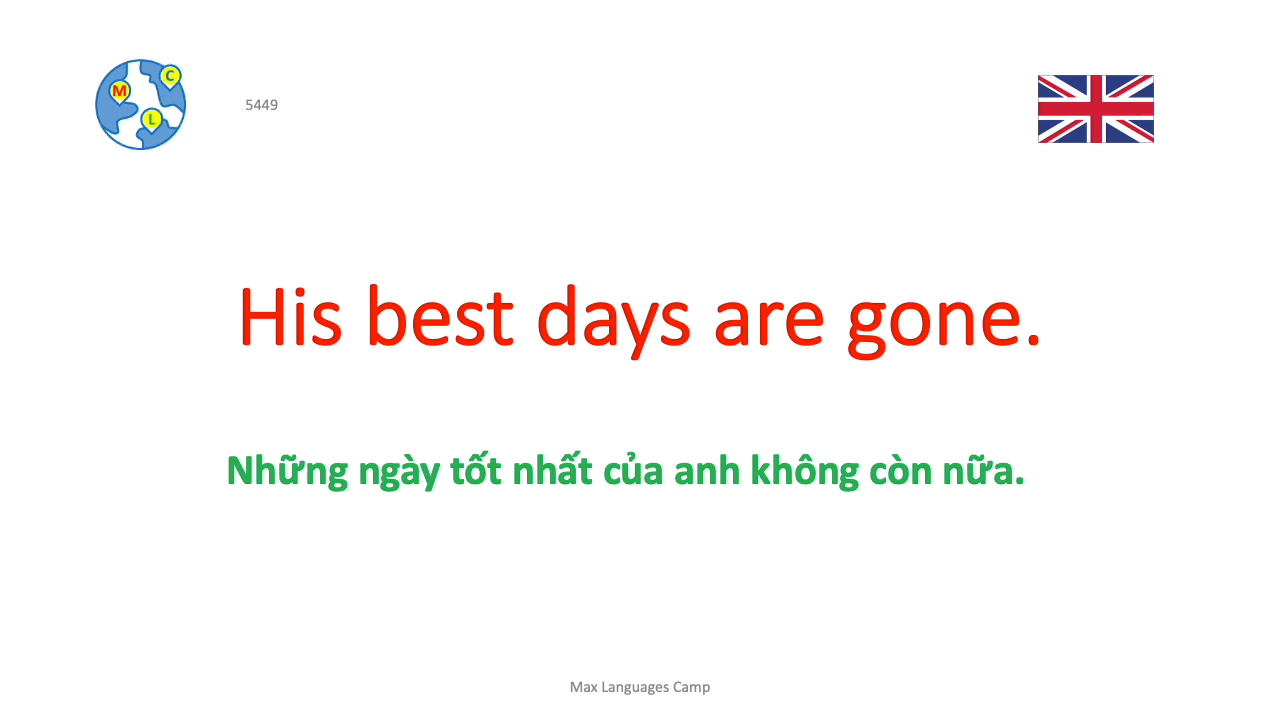 C
M
L
5449
His best days are gone.
Những ngày tốt nhất của anh không còn nữa.
Max Languages Camp